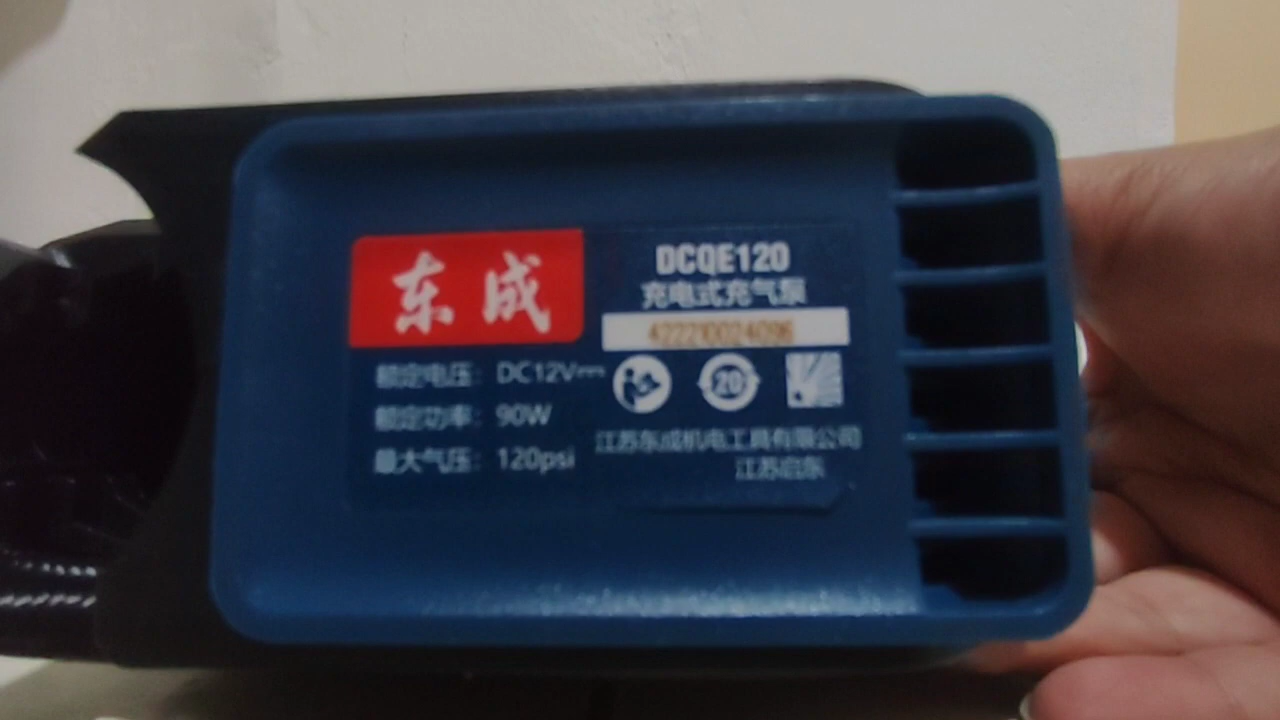 东成
DCQE120
充电式充气泵
422210024096
额定电压：DC12V⎓
20
额定功率：90W
最大气压：120psi
江苏东成机电工具有限公司
江苏启东